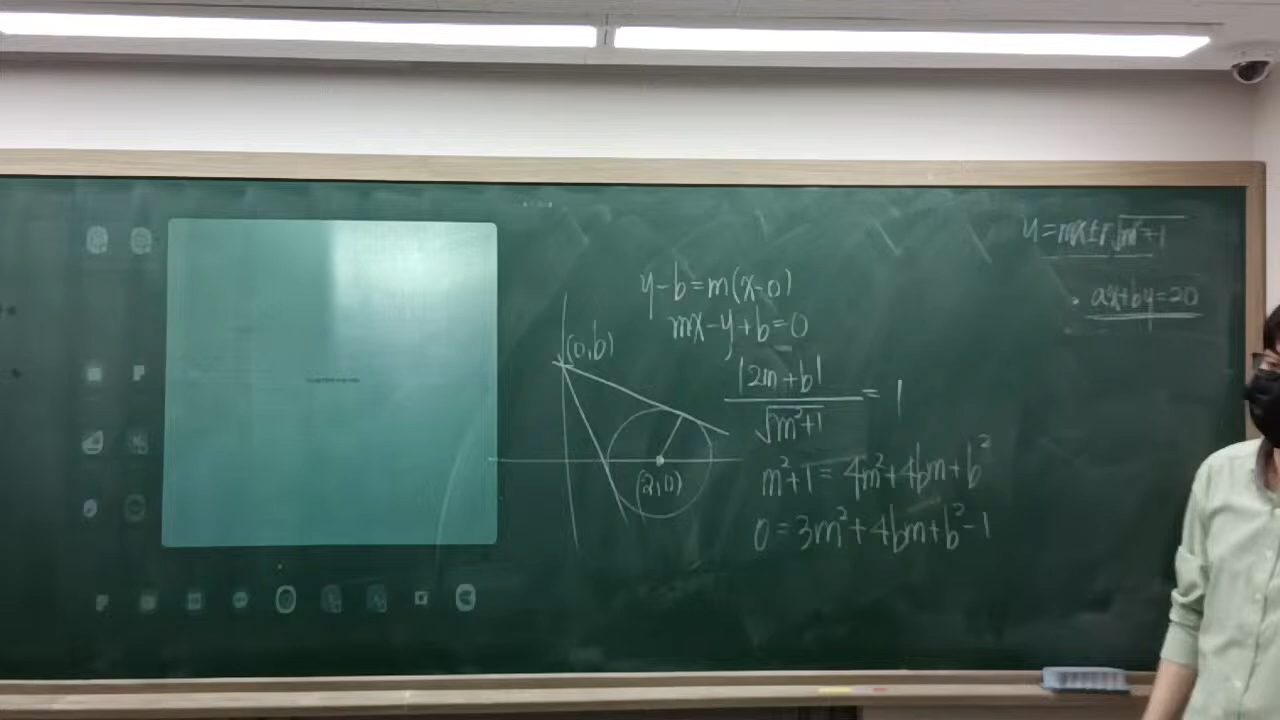 y-b=m(x-0)
mx-y+b=0
(0,b)
|2m+b|/√(m²+1) = 1
(2,0)
m²+1=4m²+4bm+b²
0=3m²+4bm+b²-1
y=mx±r√(m²+1)
ax+by=20